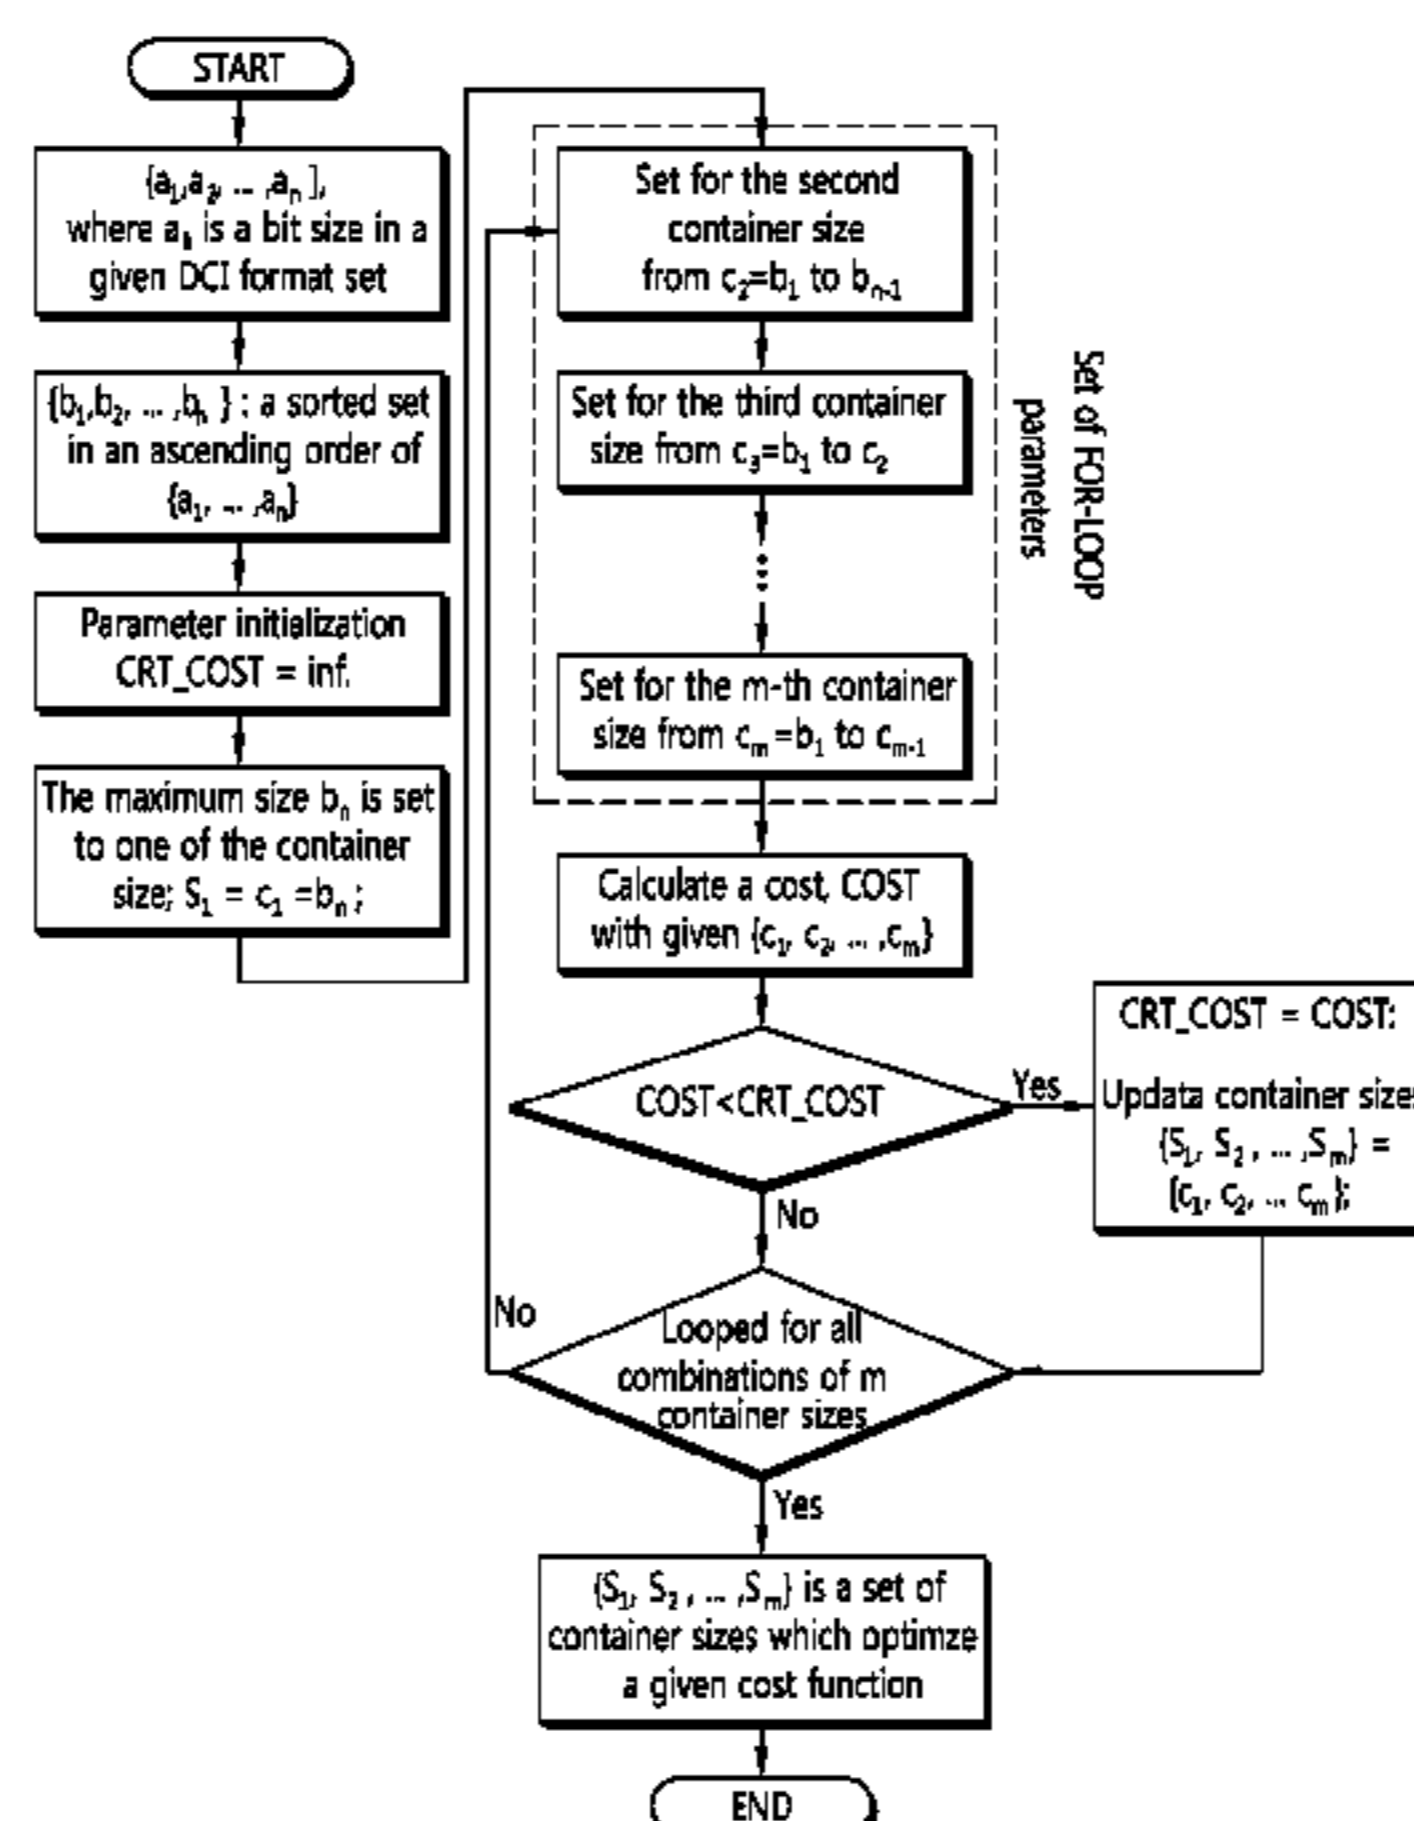 START
{a₁,a₂, ... ,aₙ },
where aₖ is a bit size in a
given DCI format set
{b₁,b₂, ... ,bₙ } : a sorted set
in an ascending order of
{a₁, ... ,aₙ}
Parameter initialization
CRT_COST = inf.
The maximum size bₙ is set
to one of the container
size; S₁ = c₁ =bₙ ;
Set for the second
container size
from c₂=b₁ to bₙ₋₁
Set for the third container
size from c₃=b₁ to c₂
⋮
Set for the m-th container
size from cₘ =b₁ to cₘ₋₁
Set of FOR-LOOP
parameters
Calculate a cost, COST
with given {c₁, c₂, ... ,cₘ}
COST<CRT_COST
Yes
No
CRT_COST = COST:
Updata container sizes
{S₁, S₂ , ... ,Sₘ} =
{c₁, c₂, ... cₘ };
Looped for all
combinations of m
container sizes
No
Yes
{S₁, S₂ , ... ,Sₘ} is a set of
container sizes which optimze
a given cost function
END